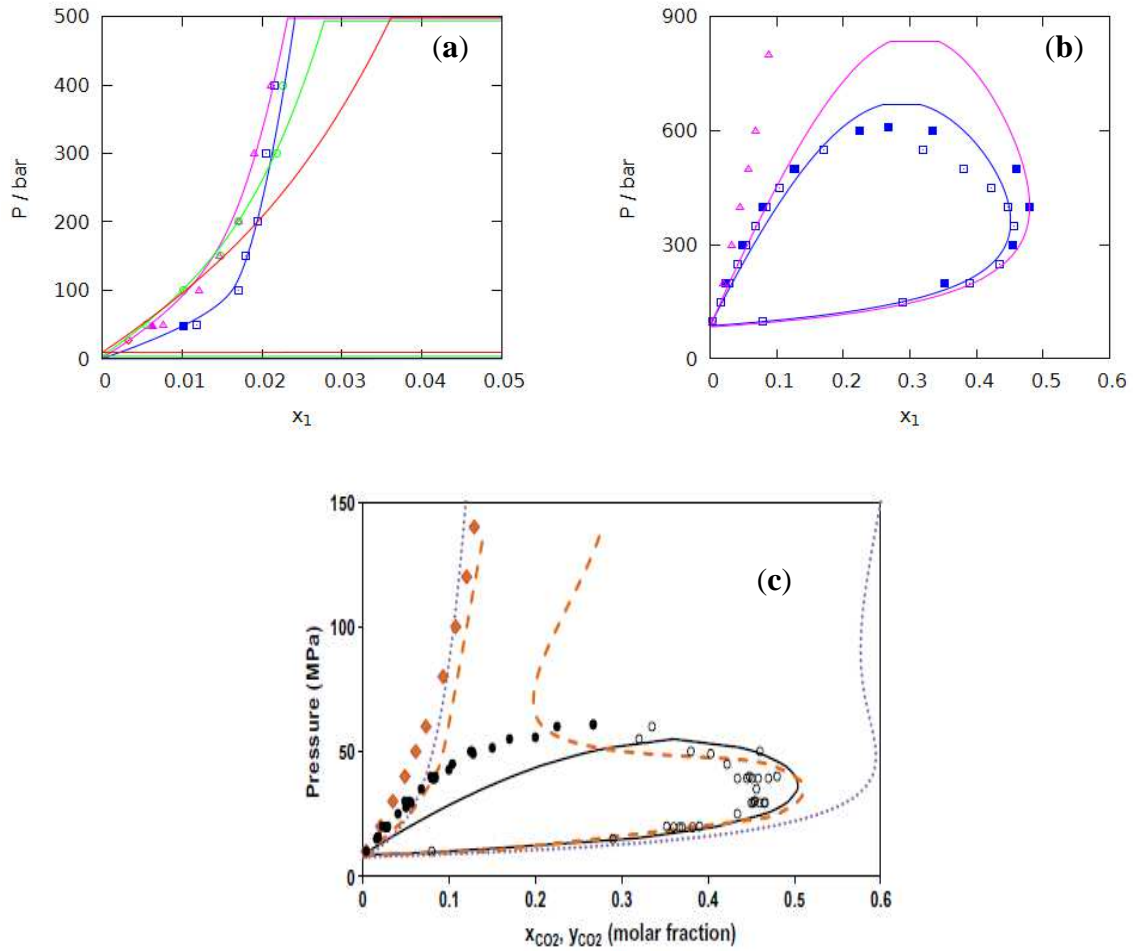 500
400
300
200
100
0
P / bar
(a)
0 0.01 0.02 0.03 0.04 0.05
x1
900
600
300
0
P / bar
(b)
0 0.1 0.2 0.3 0.4 0.5 0.6
x1
150
100
50
0
Pressure (MPa)
(c)
0 0.1 0.2 0.3 0.4 0.5 0.6
xCO2, yCO2 (molar fraction)